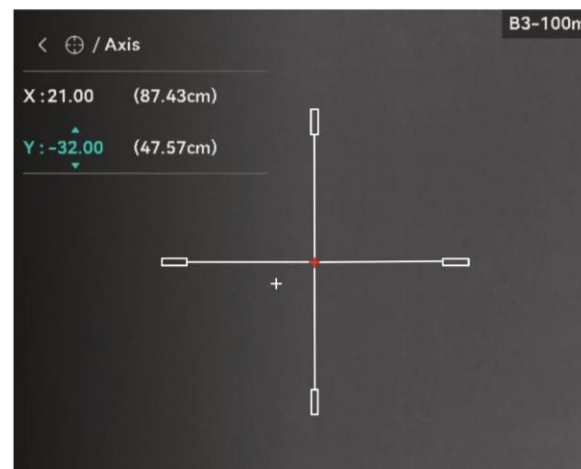 B3-100m
/ Axis
X :21.00 (87.43cm)
Y :-32.00 (47.57cm)